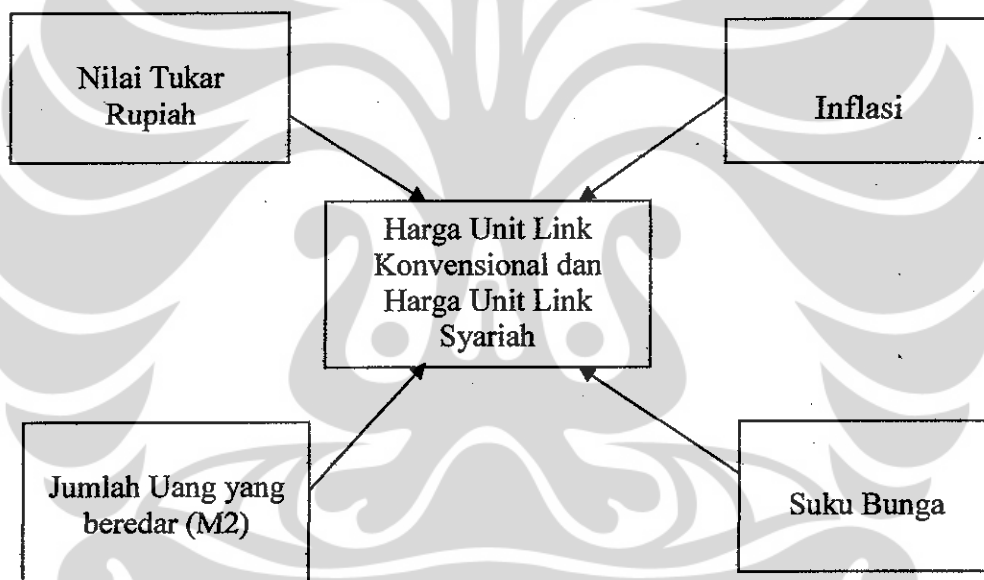 Nilai Tukar
Rupiah
Inflasi
Harga Unit Link
Konvensional dan
Harga Unit Link
Syariah
Jumlah Uang yang
beredar (M2)
Suku Bunga